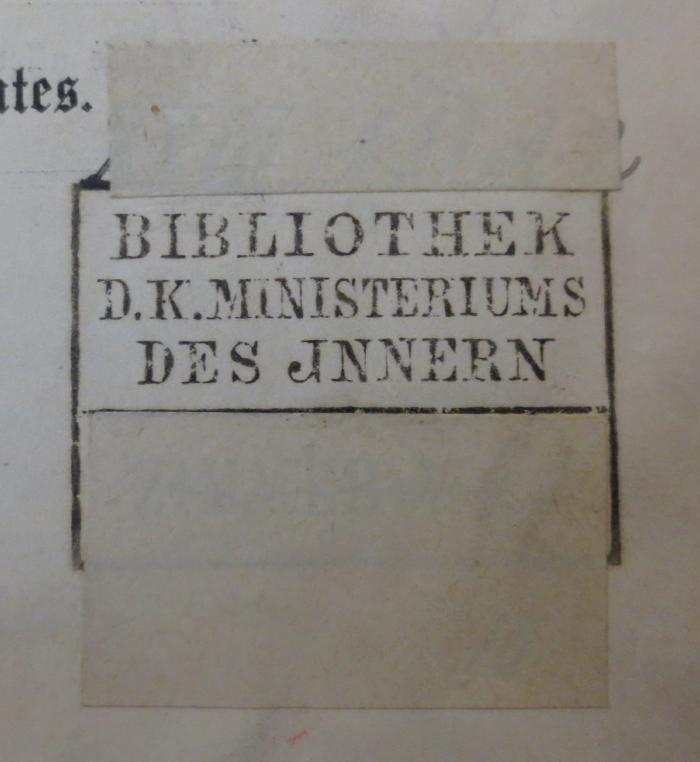 ates.
BIBLIOTHEK
D.K.MINISTERIUMS
DES JNNERN